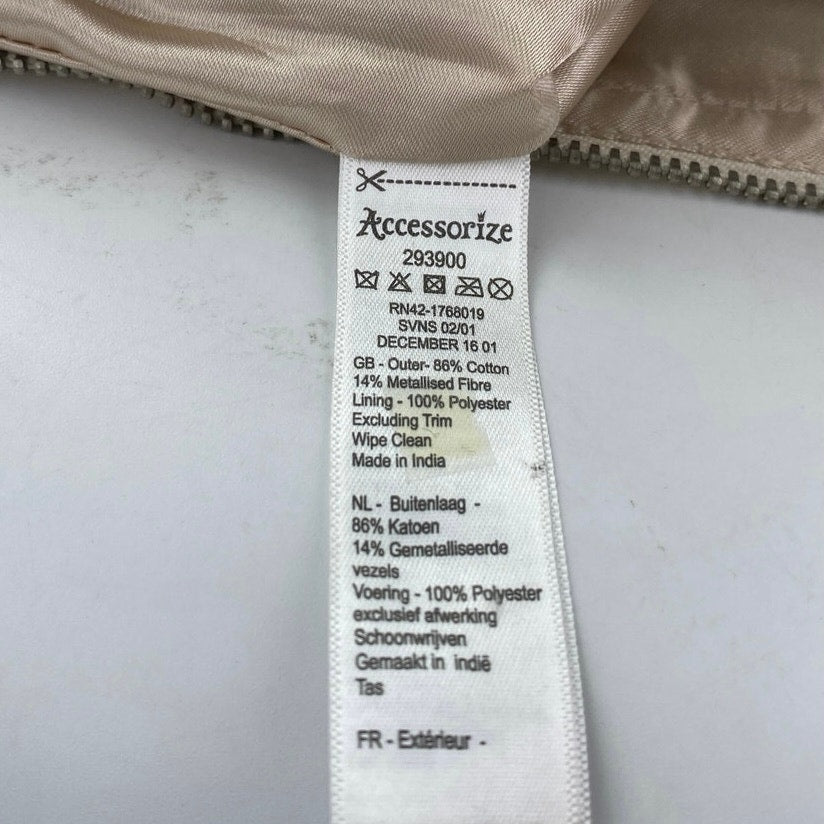 Accessorize
293900
RN42-1768019
SVNS 02/01
DECEMBER 16 01
GB - Outer- 86% Cotton
14% Metallised Fibre
Lining - 100% Polyester
Excluding Trim
Wipe Clean
Made in India
NL - Buitenlaag -
86% Katoen
14% Gemetalliseerde
vezels
Voering - 100% Polyester
exclusief afwerking
Schoonwrijven
Gemaakt in indië
Tas
FR - Extérieur -